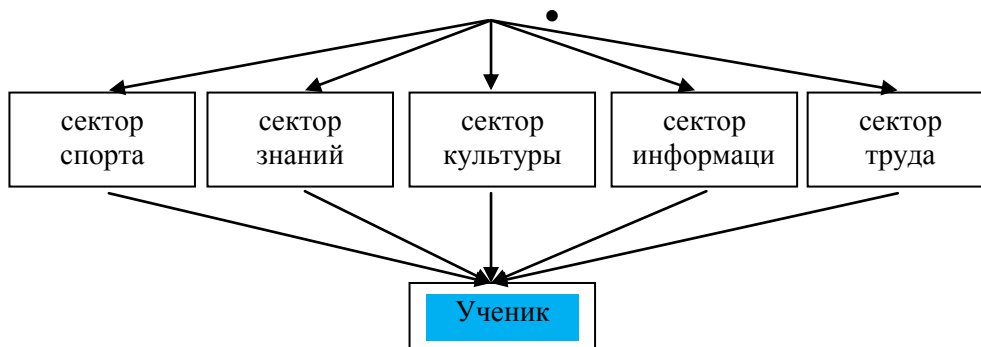 сектор спорта
сектор знаний
сектор культуры
сектор информаци
сектор труда
Ученик